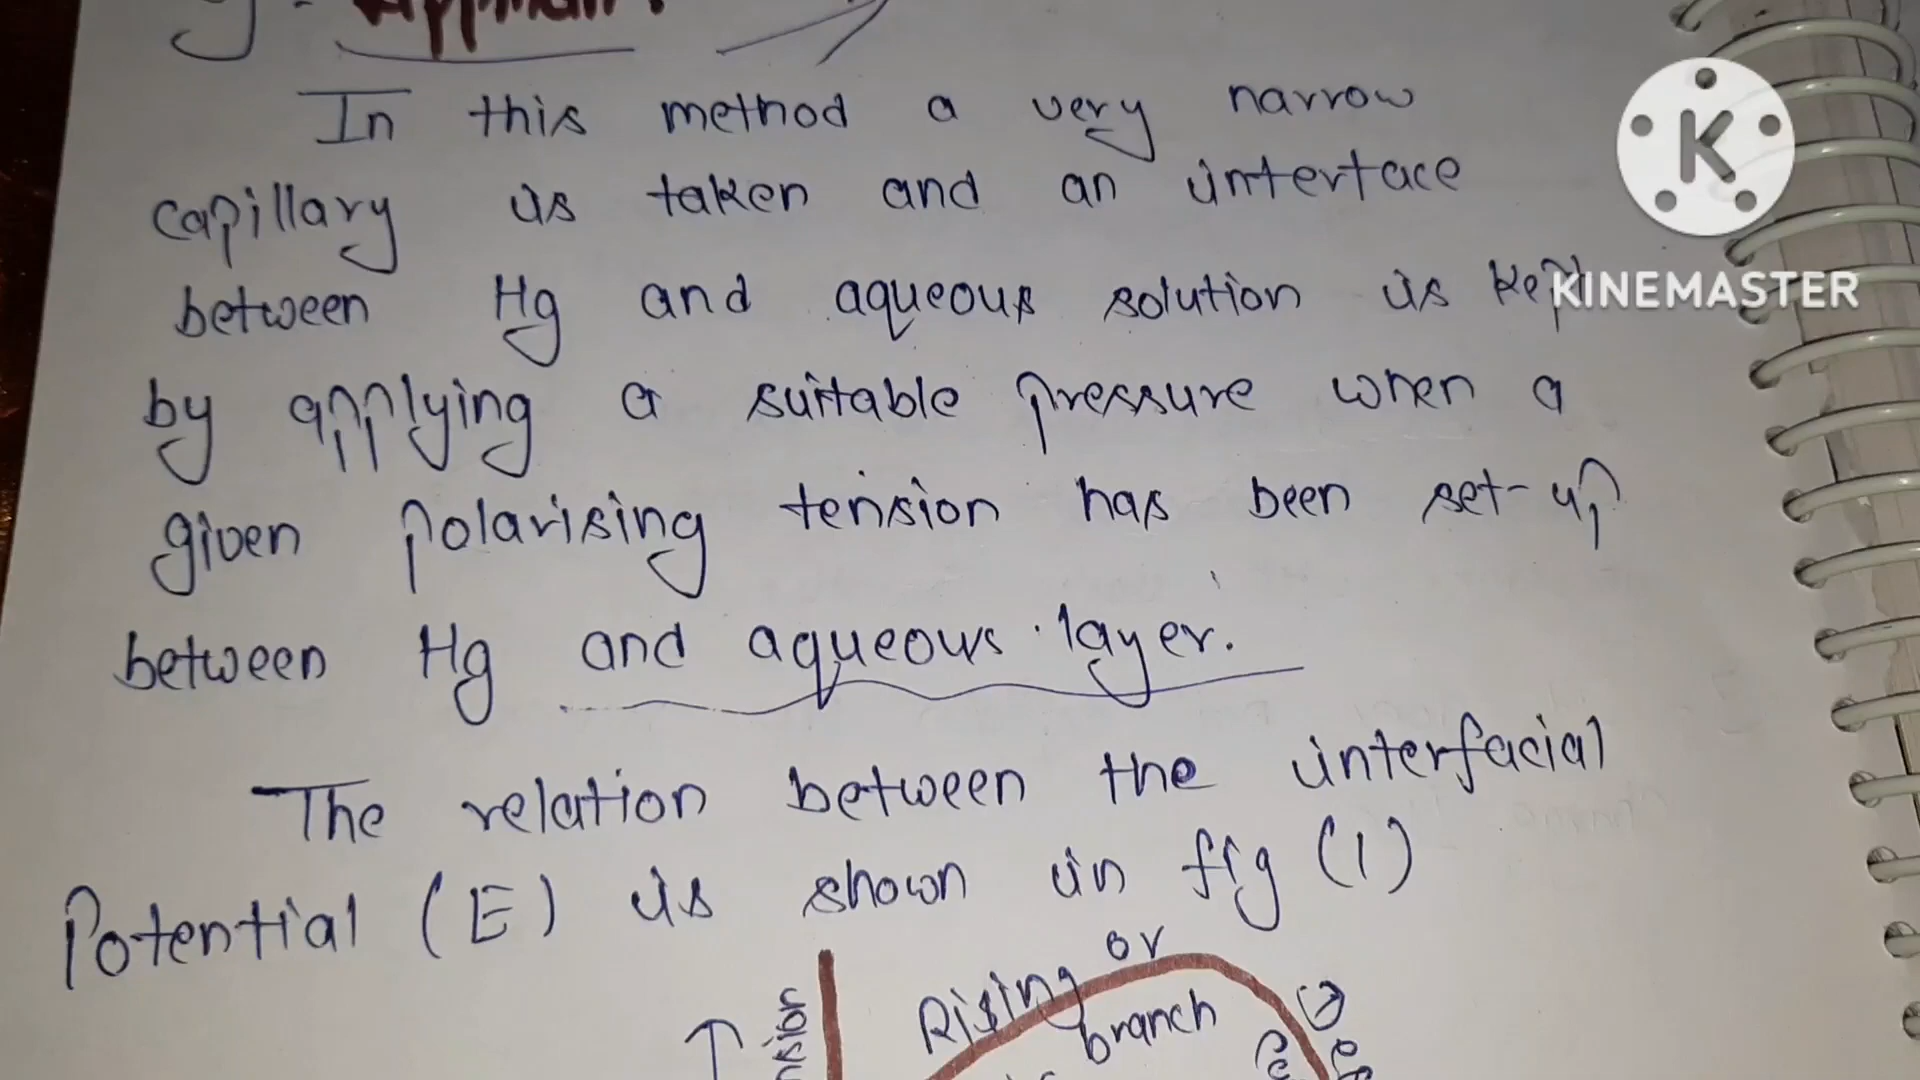 In this method a very narrow
capillary is taken and an interface
between Hg and aqueous solution is kept
by applying a suitable pressure when a
given polarising tension has been set-up
between Hg and aqueous layer.
The relation between the interfacial
Potential (E) is shown in fig (1)
Rising or
branch
K
KINEMASTER